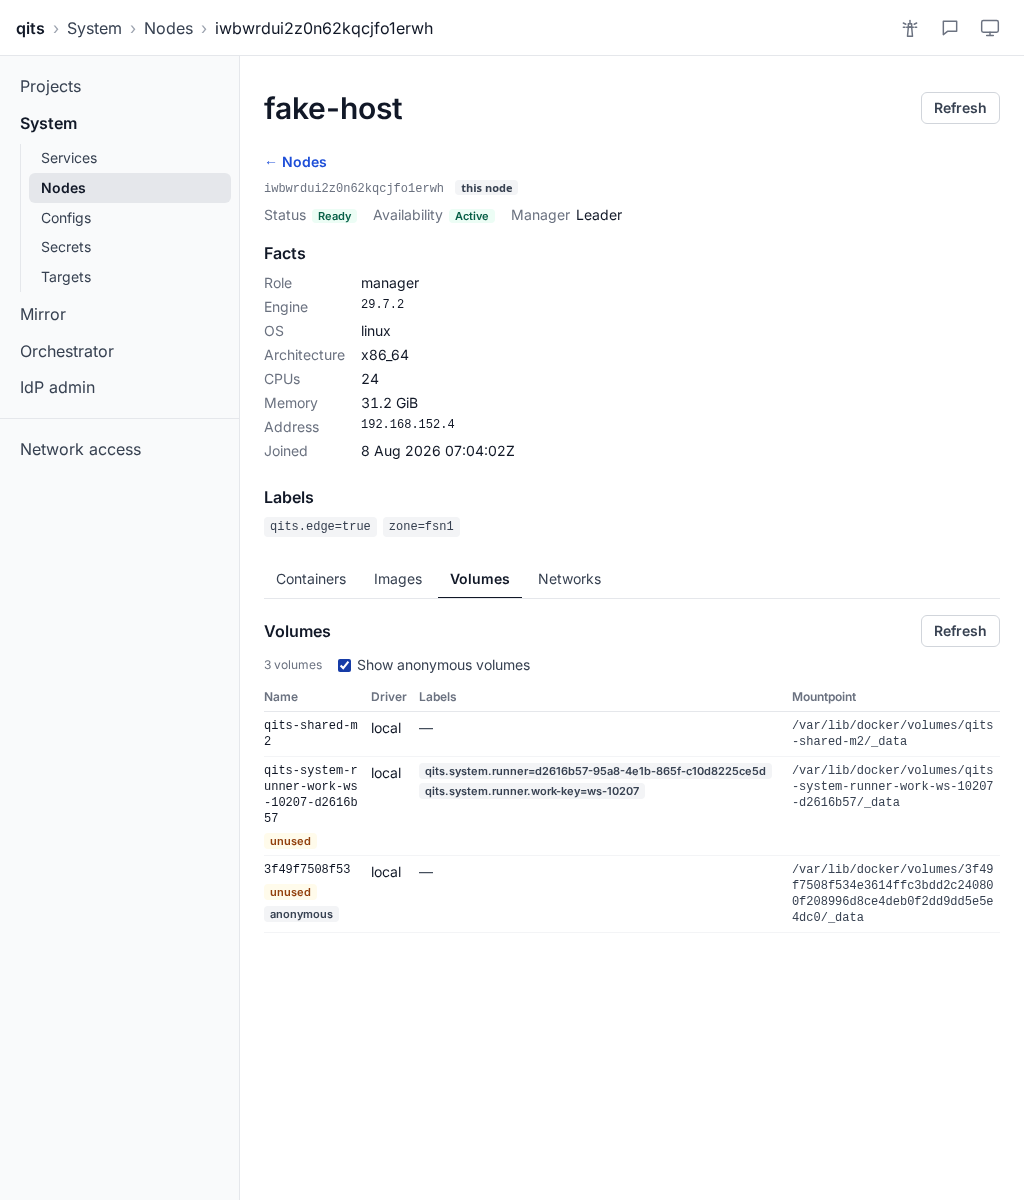 qits › System › Nodes › iwbwrdui2z0n62kqcjfo1erwh
Projects
System
Services
Nodes
Configs
Secrets
Targets
Mirror
Orchestrator
IdP admin
Network access
fake-host
Refresh
← Nodes
iwbwrdui2z0n62kqcjfo1erwh this node
Status Ready Availability Active Manager Leader
Facts
Role manager
Engine 29.7.2
OS linux
Architecture x86_64
CPUs 24
Memory 31.2 GiB
Address 192.168.152.4
Joined 8 Aug 2026 07:04:02Z
Labels
qits.edge=true zone=fsn1
Containers Images Volumes Networks
Volumes
Refresh
3 volumes Show anonymous volumes
Name Driver Labels Mountpoint
qits-shared-m
2
local
—
/var/lib/docker/volumes/qits
-shared-m2/_data
qits-system-r
unner-work-ws
-10207-d2616b
57
unused
local
qits.system.runner=d2616b57-95a8-4e1b-865f-c10d8225ce5d
qits.system.runner.work-key=ws-10207
/var/lib/docker/volumes/qits
-system-runner-work-ws-10207
-d2616b57/_data
3f49f7508f53
unused
anonymous
local
—
/var/lib/docker/volumes/3f49
f7508f534e3614ffc3bdd2c24080
0f208996d8ce4deb0f2dd9dd5e5e
4dc0/_data